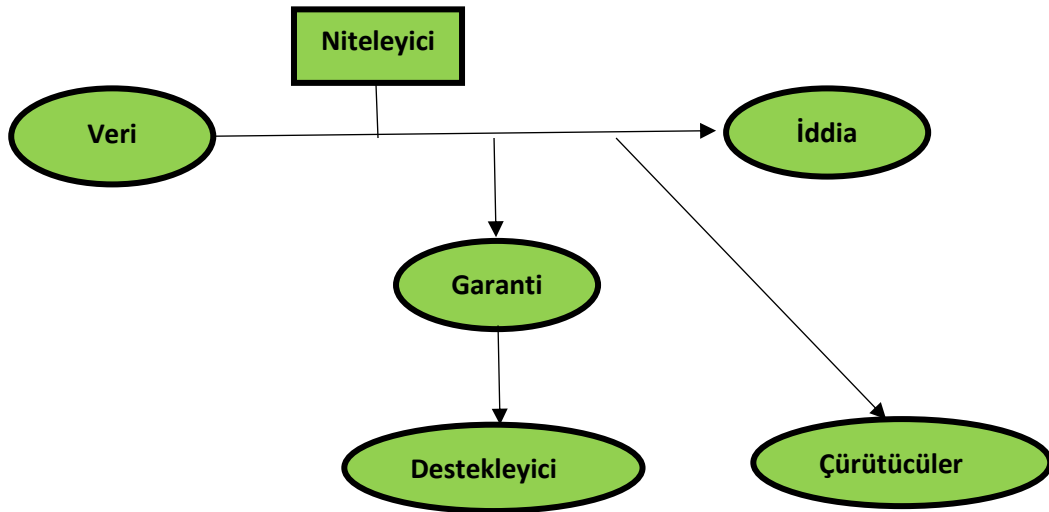 Niteleyici
Veri
İddia
Garanti
Destekleyici
Çürütücüler